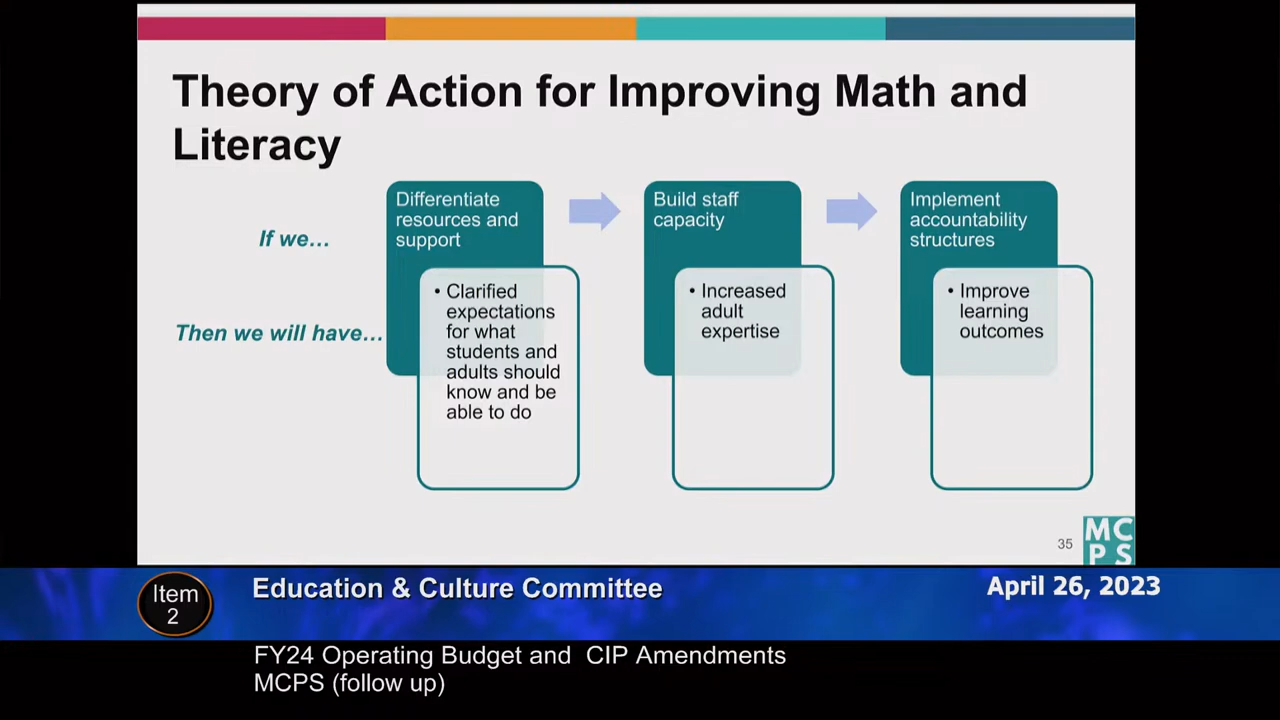 Theory of Action for Improving Math and
Literacy
If we…
Differentiate
resources and
support
Build staff
capacity
Implement
accountability
structures
Then we will have…
• Clarified
expectations
for what
students and
adults should
know and be
able to do
• Increased
adult
expertise
• Improve
learning
outcomes
35
MC
PS
Item
2
Education & Culture Committee
April 26, 2023
FY24 Operating Budget and CIP Amendments
MCPS (follow up)